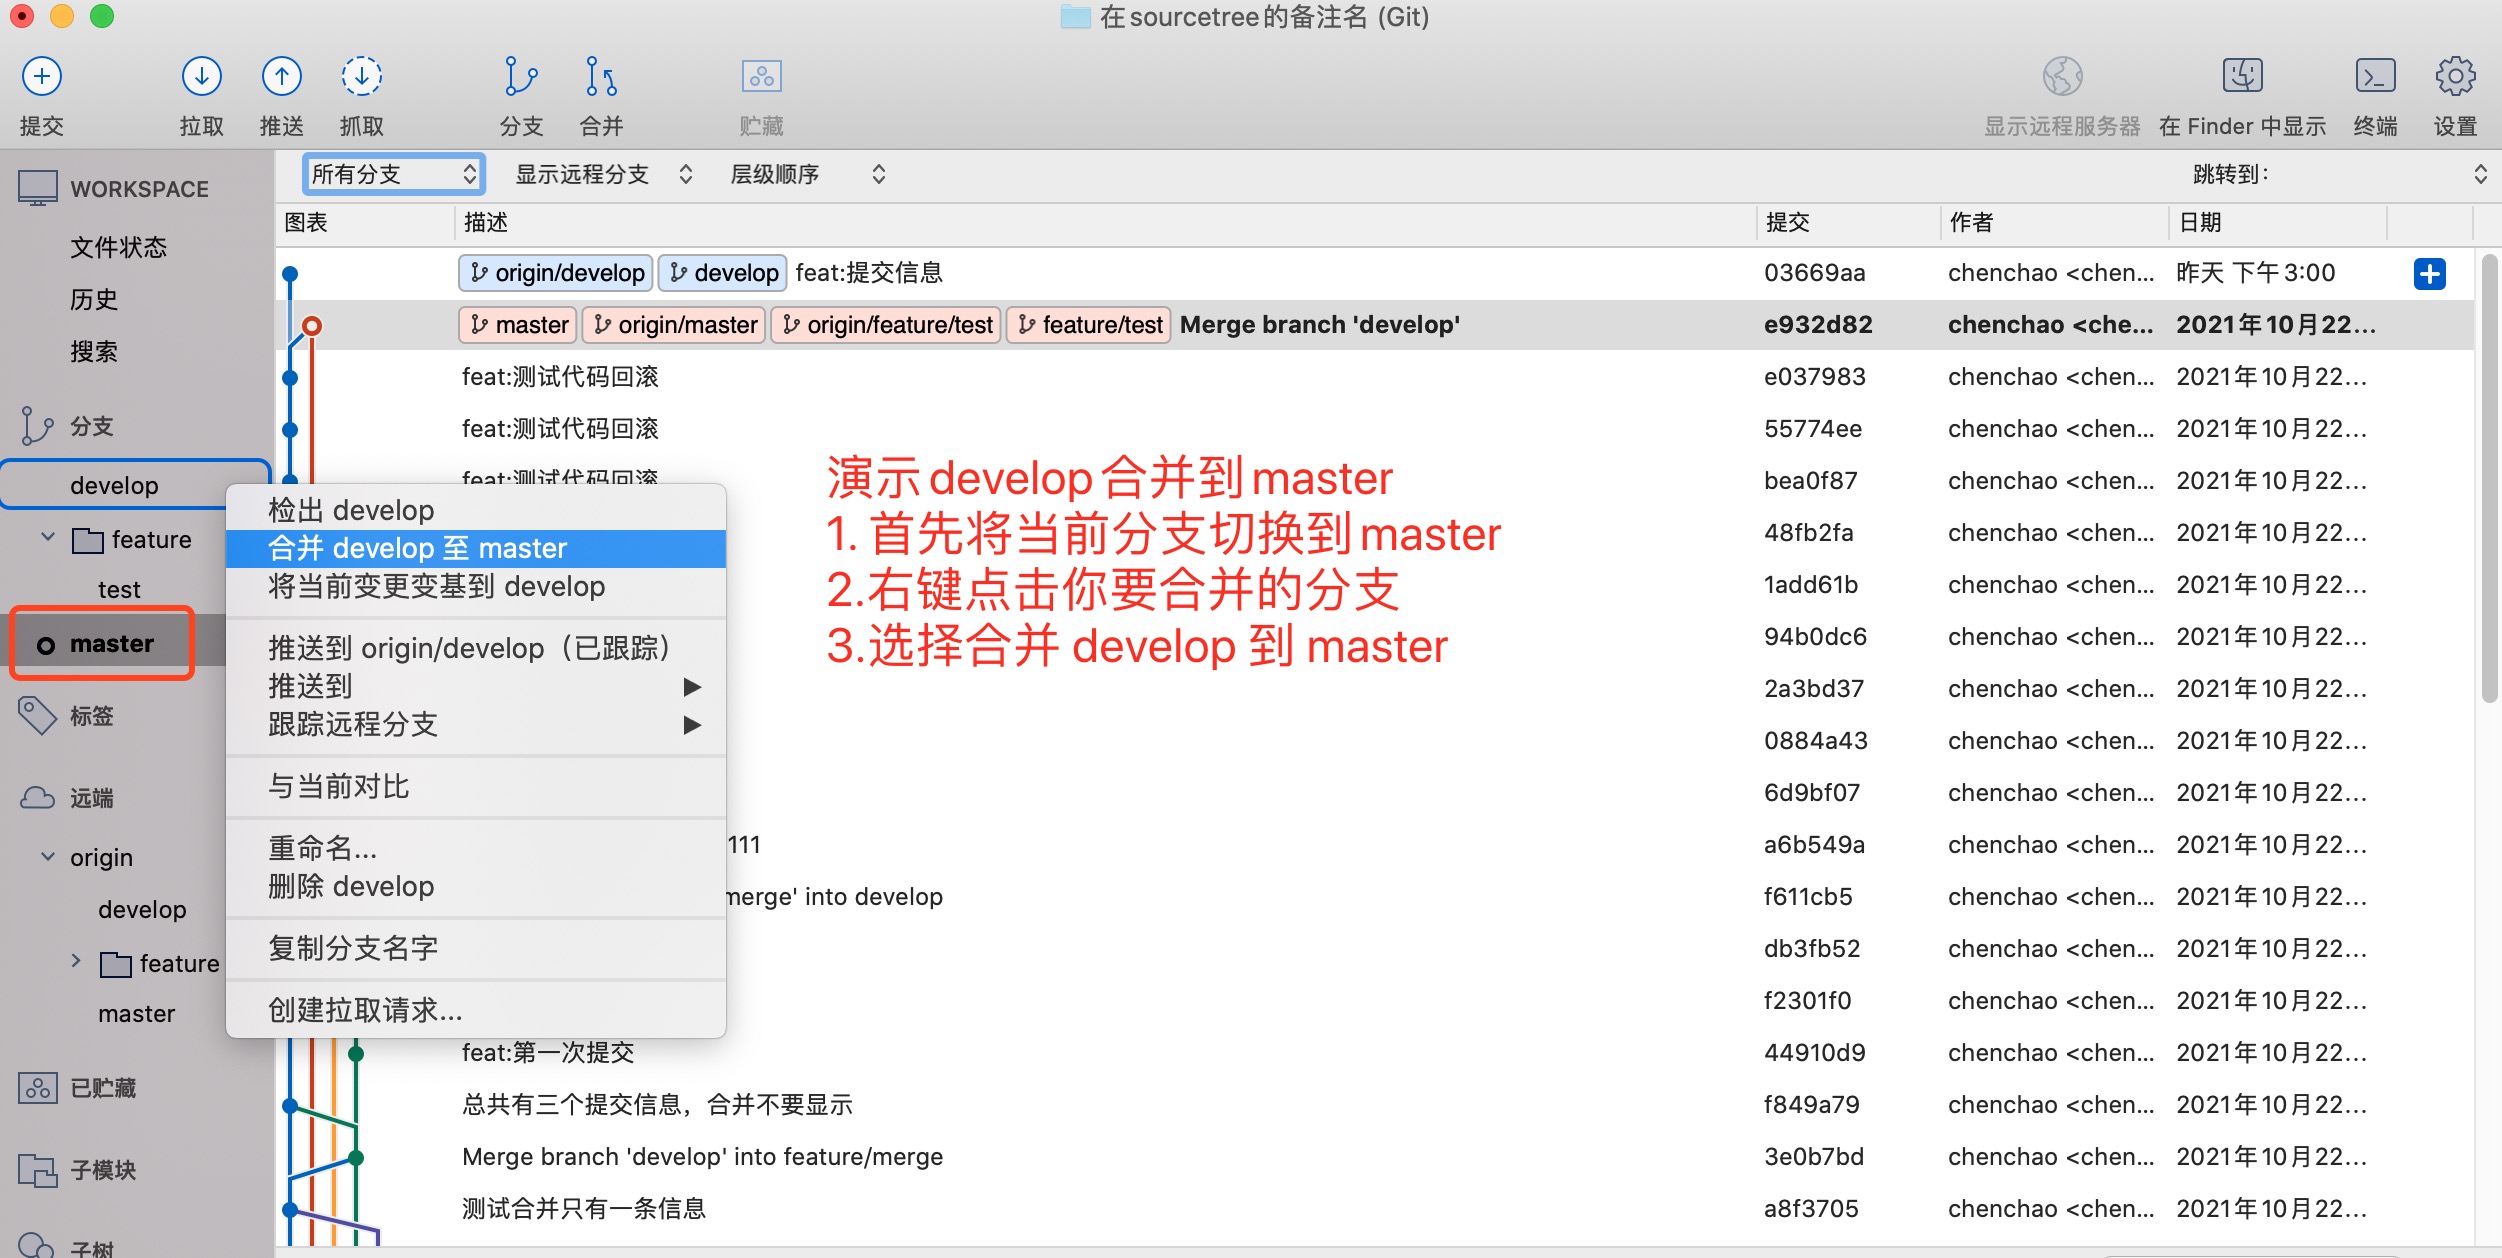 在sourcetree的备注名 (Git)
提交 拉取 推送 抓取 分支 合并 贮藏 显示远程服务器 在 Finder 中显示 终端 设置
WORKSPACE
文件状态
历史
搜索
分支
develop
feature
test
master
标签
远端
origin
develop
feature
master
已贮藏
子模块
子树
所有分支 显示远程分支 层级顺序 跳转到:
图表 描述 提交 作者 日期
origin/develop develop feat:提交信息 03669aa chenchao <chen... 昨天 下午3:00
master origin/master origin/feature/test feature/test Merge branch 'develop' e932d82 chenchao <che... 2021年10月22...
feat:测试代码回滚 e037983 chenchao <chen... 2021年10月22...
feat:测试代码回滚 55774ee chenchao <chen... 2021年10月22...
feat:测试代码回滚 bea0f87 chenchao <chen... 2021年10月22...
48fb2fa chenchao <chen... 2021年10月22...
1add61b chenchao <chen... 2021年10月22...
94b0dc6 chenchao <chen... 2021年10月22...
2a3bd37 chenchao <chen... 2021年10月22...
0884a43 chenchao <chen... 2021年10月22...
6d9bf07 chenchao <chen... 2021年10月22...
111 a6b549a chenchao <chen... 2021年10月22...
merge' into develop f611cb5 chenchao <chen... 2021年10月22...
db3fb52 chenchao <chen... 2021年10月22...
f2301f0 chenchao <chen... 2021年10月22...
feat:第一次提交 44910d9 chenchao <chen... 2021年10月22...
总共有三个提交信息，合并不要显示 f849a79 chenchao <chen... 2021年10月22...
Merge branch 'develop' into feature/merge 3e0b7bd chenchao <chen... 2021年10月22...
测试合并只有一条信息 a8f3705 chenchao <chen... 2021年10月22...
检出 develop
合并 develop 至 master
将当前变更变基到 develop
推送到 origin/develop（已跟踪）
推送到
跟踪远程分支
与当前对比
重命名...
删除 develop
复制分支名字
创建拉取请求...
演示develop合并到master
1. 首先将当前分支切换到master
2.右键点击你要合并的分支
3.选择合并 develop 到 master